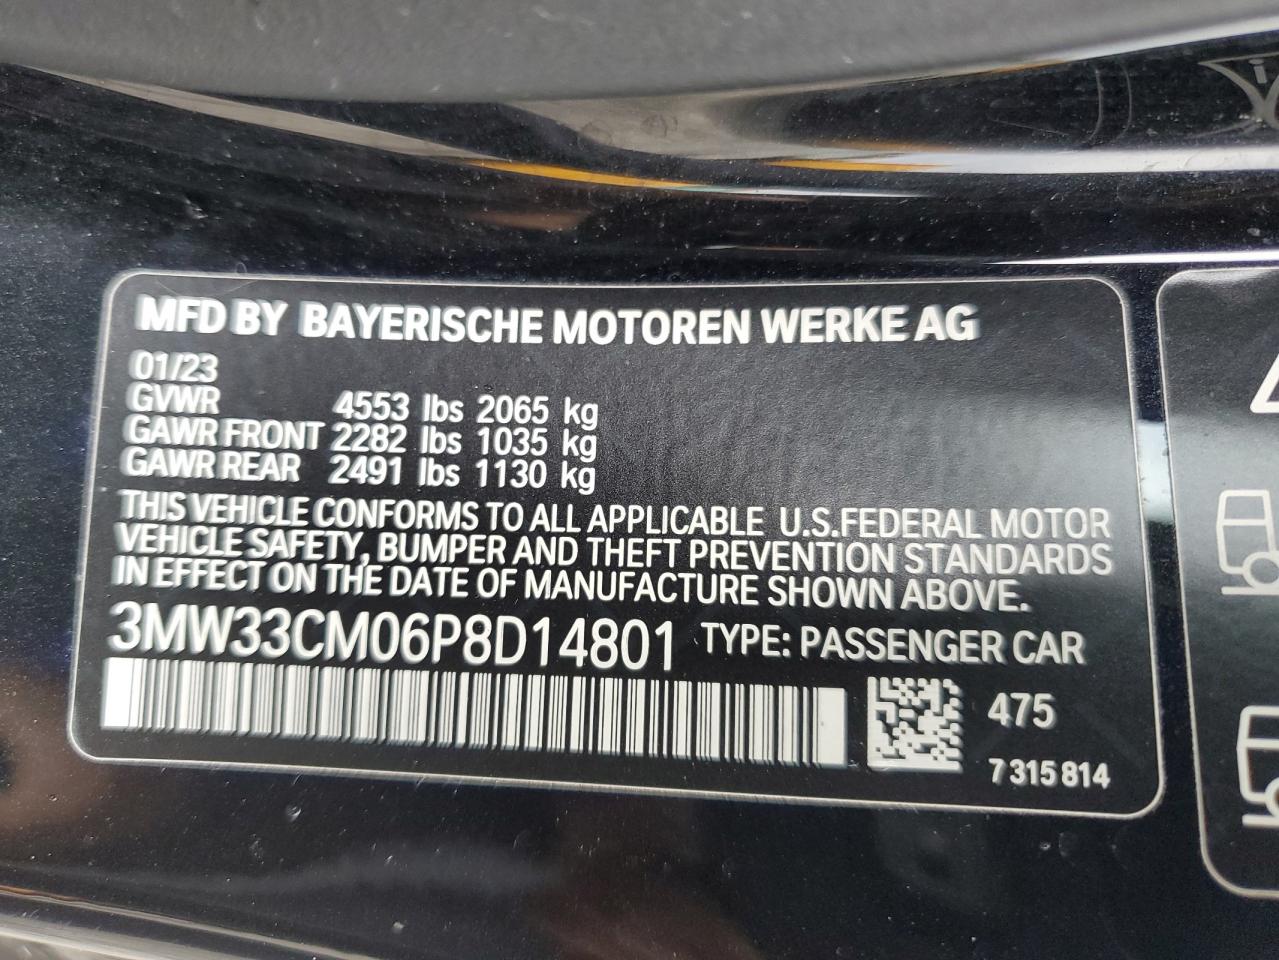 MFD BY BAYERISCHE MOTOREN WERKE AG
01/23
GVWR 4553 lbs 2065 kg
GAWR FRONT 2282 lbs 1035 kg
GAWR REAR 2491 lbs 1130 kg
THIS VEHICLE CONFORMS TO ALL APPLICABLE U.S.FEDERAL MOTOR
VEHICLE SAFETY, BUMPER AND THEFT PREVENTION STANDARDS
IN EFFECT ON THE DATE OF MANUFACTURE SHOWN ABOVE.
3MW33CM06P8D14801 TYPE: PASSENGER CAR
475
7 315 814